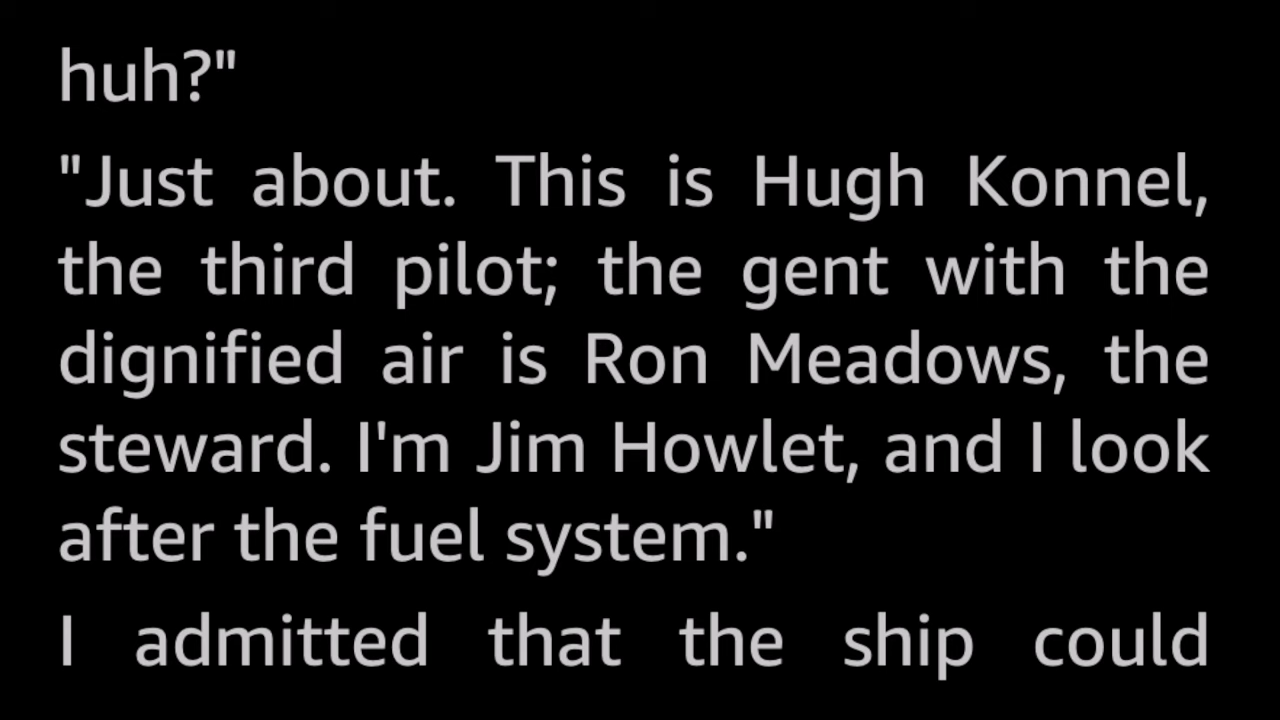 huh?"
"Just about. This is Hugh Konnel,
the third pilot; the gent with the
dignified air is Ron Meadows, the
steward. I'm Jim Howlet, and I look
after the fuel system."
I admitted that the ship could